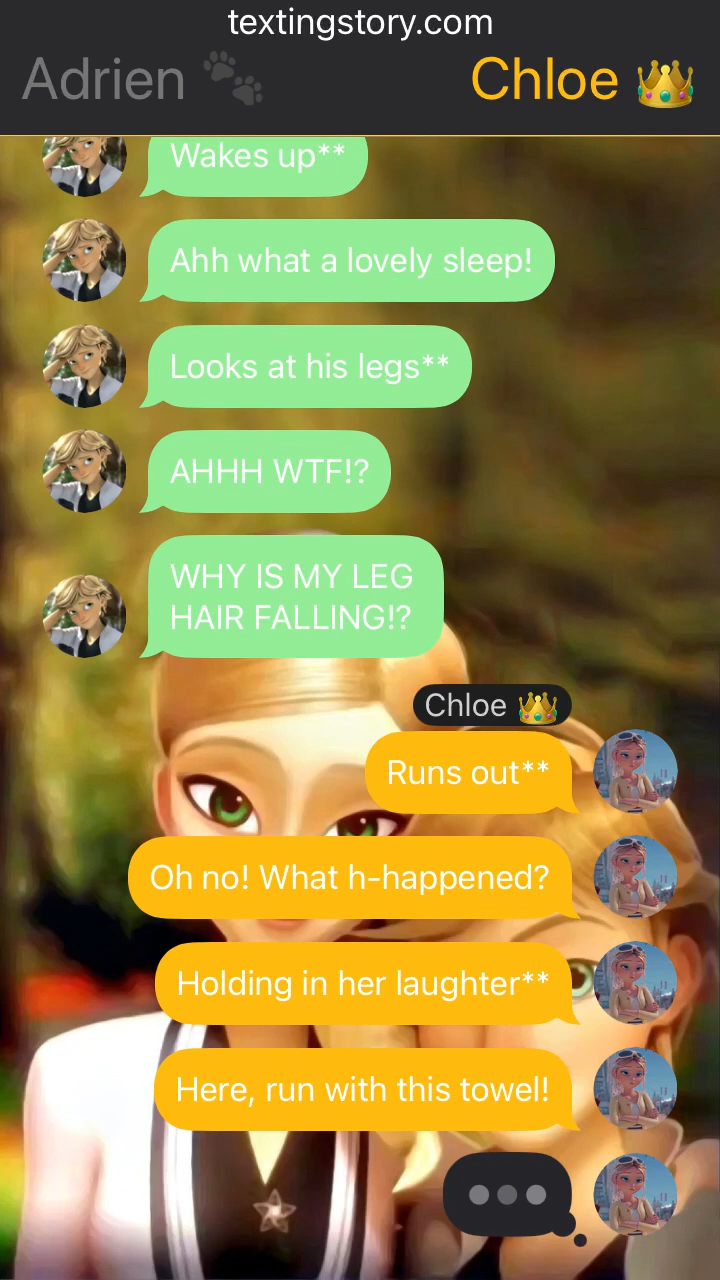 textingstory.com
Adrien 🐾 Chloe 👑
Wakes up**
Ahh what a lovely sleep!
Looks at his legs**
AHHH WTF!?
WHY IS MY LEG
HAIR FALLING!?
Chloe 👑
Runs out**
Oh no! What h-happened?
Holding in her laughter**
Here, run with this towel!